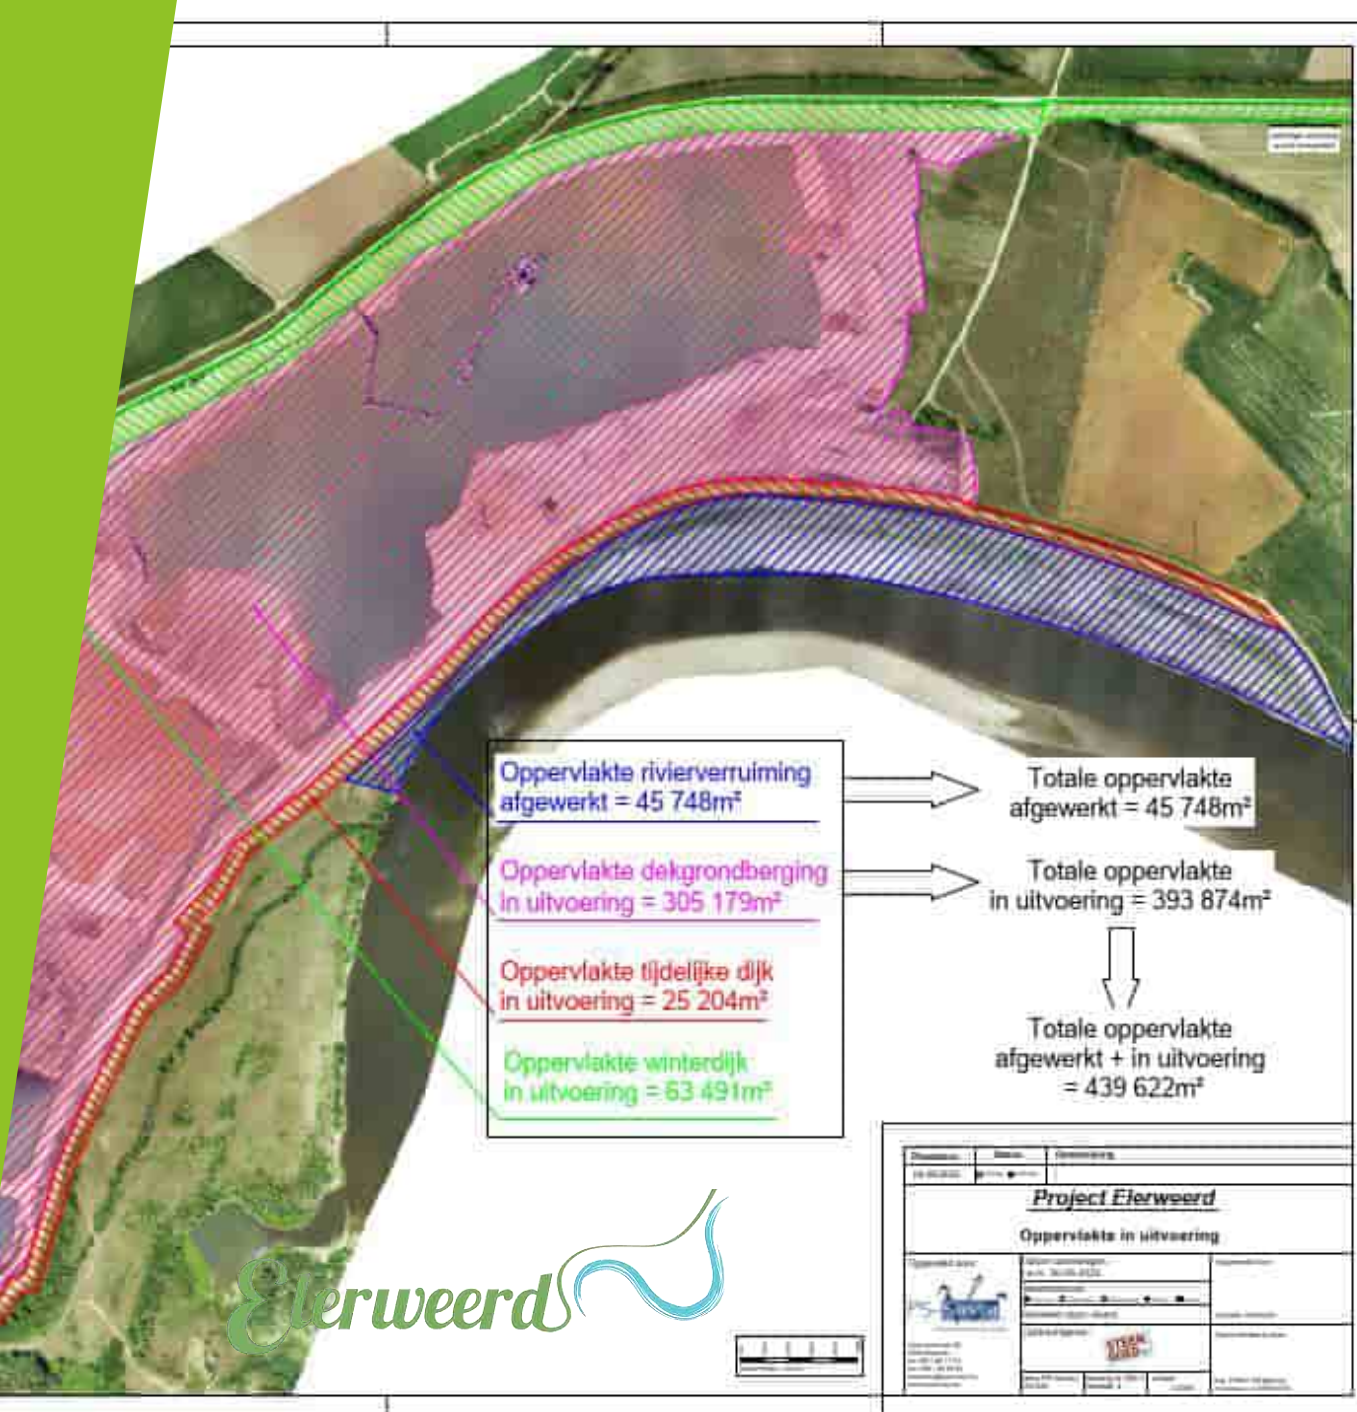 Oppervlakte rivierverruiming
afgewerkt = 45 748m²
Oppervlakte dekgrondberging
in uitvoering = 305 179m²
Oppervlakte tijdelijke dijk
in uitvoering = 25 204m²
Oppervlakte winterdijk
in uitvoering = 63 491m²
Totale oppervlakte
afgewerkt = 45 748m²
Totale oppervlakte
in uitvoering = 393 874m²
Totale oppervlakte
afgewerkt + in uitvoering
= 439 622m²
Project Elerweerd
Oppervlakte in uitvoering
Elerweerd